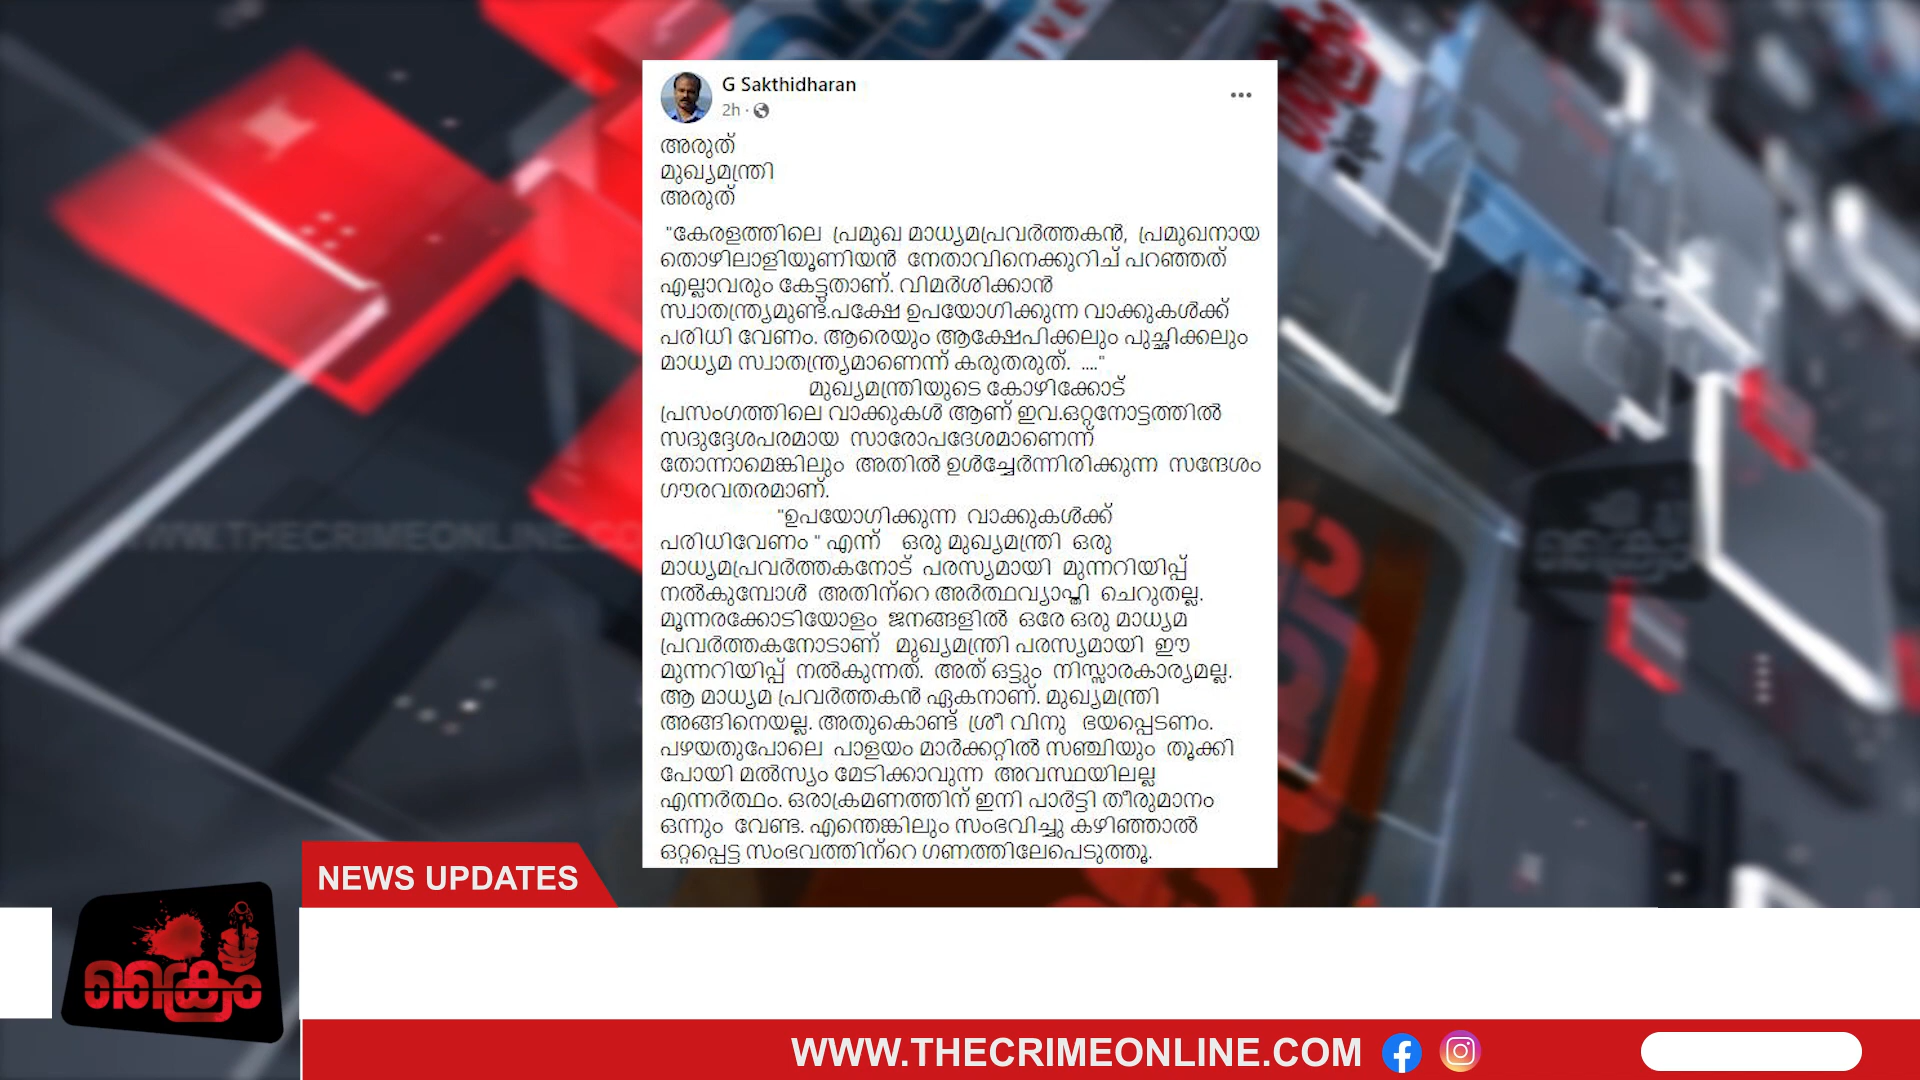 G Sakthidharan
2h ·
അരുത്
മുഖ്യമന്ത്രി
അരുത്
"കേരളത്തിലെ പ്രമുഖ മാധ്യമപ്രവർത്തകൻ, പ്രമുഖനായ
തൊഴിലാളിയൂണിയൻ നേതാവിനെക്കുറിച് പറഞ്ഞത്
എല്ലാവരും കേട്ടതാണ്. വിമർശിക്കാൻ
സ്വാതന്ത്ര്യമുണ്ട്.പക്ഷേ ഉപയോഗിക്കുന്ന വാക്കുകൾക്ക്
പരിധി വേണം. ആരെയും ആക്ഷേപിക്കലും പുച്ഛിക്കലും
മാധ്യമ സ്വാതന്ത്ര്യമാണെന്ന് കരുതരുത്. ...."
മുഖ്യമന്ത്രിയുടെ കോഴിക്കോട്
പ്രസംഗത്തിലെ വാക്കുകൾ ആണ് ഇവ.ഒറ്റനോട്ടത്തിൽ
സദുദ്ദേശപരമായ സാരോപദേശമാണെന്ന്
തോന്നാമെങ്കിലും അതിൽ ഉൾച്ചേർന്നിരിക്കുന്ന സന്ദേശം
ഗൗരവതരമാണ്.
"ഉപയോഗിക്കുന്ന വാക്കുകൾക്ക്
പരിധിവേണം " എന്ന് ഒരു മുഖ്യമന്ത്രി ഒരു
മാധ്യമപ്രവർത്തകനോട് പരസ്യമായി മുന്നറിയിപ്പ്
നൽകുമ്പോൾ അതിന്റെ അർത്ഥവ്യാപ്തി ചെറുതല്ല.
മൂന്നരക്കോടിയോളം ജനങ്ങളിൽ ഒരേ ഒരു മാധ്യമ
പ്രവർത്തകനോടാണ് മുഖ്യമന്ത്രി പരസ്യമായി ഈ
മുന്നറിയിപ്പ് നൽകുന്നത്. അത് ഒട്ടും നിസ്സാരകാര്യമല്ല.
ആ മാധ്യമ പ്രവർത്തകൻ ഏകനാണ്. മുഖ്യമന്ത്രി
അങ്ങിനെയല്ല. അതുകൊണ്ട് ശ്രീ വിനു ഭയപ്പെടണം.
പഴയതുപോലെ പാളയം മാർക്കറ്റിൽ സഞ്ചിയും തൂക്കി
പോയി മൽസ്യം മേടിക്കാവുന്ന അവസ്ഥയിലല്ല
എന്നർത്ഥം. ഒരാക്രമണത്തിന് ഇനി പാർട്ടി തീരുമാനം
ഒന്നും വേണ്ട. എന്തെങ്കിലും സംഭവിച്ചു കഴിഞ്ഞാൽ
ഒറ്റപ്പെട്ട സംഭവത്തിന്റെ ഗണത്തിലേപെടുത്തൂ.
WWW.THECRIMEONLINE.CO
NEWS UPDATES
ക്രൈം
WWW.THECRIMEONLINE.COM